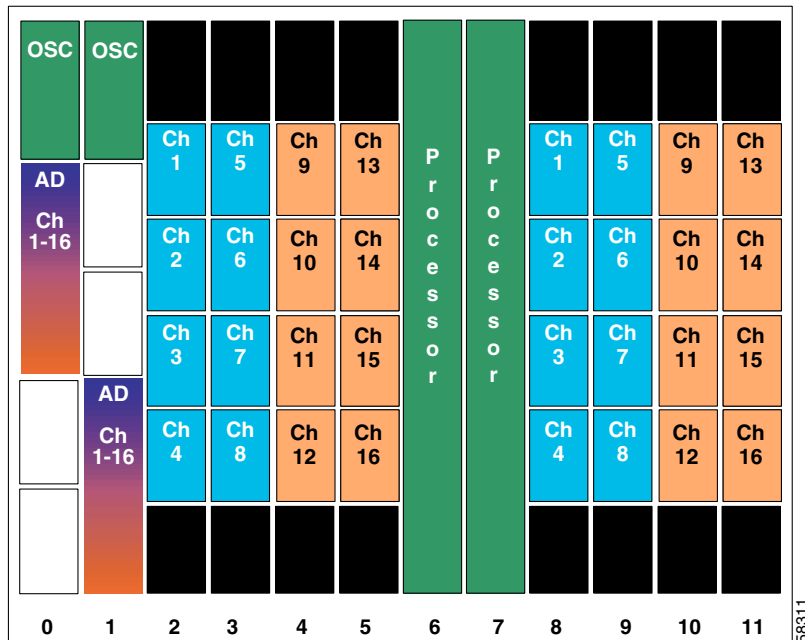 OSC OSC
Ch 1 Ch 5 Ch 9 Ch 13 Ch 1 Ch 5 Ch 9 Ch 13
AD Ch 1-16
Ch 2 Ch 6 Ch 10 Ch 14 Ch 2 Ch 6 Ch 10 Ch 14
Processor Processor
Ch 3 Ch 7 Ch 11 Ch 15 Ch 3 Ch 7 Ch 11 Ch 15
AD Ch 1-16
Ch 4 Ch 8 Ch 12 Ch 16 Ch 4 Ch 8 Ch 12 Ch 16
0 1 2 3 4 5 6 7 8 9 10 11
58311